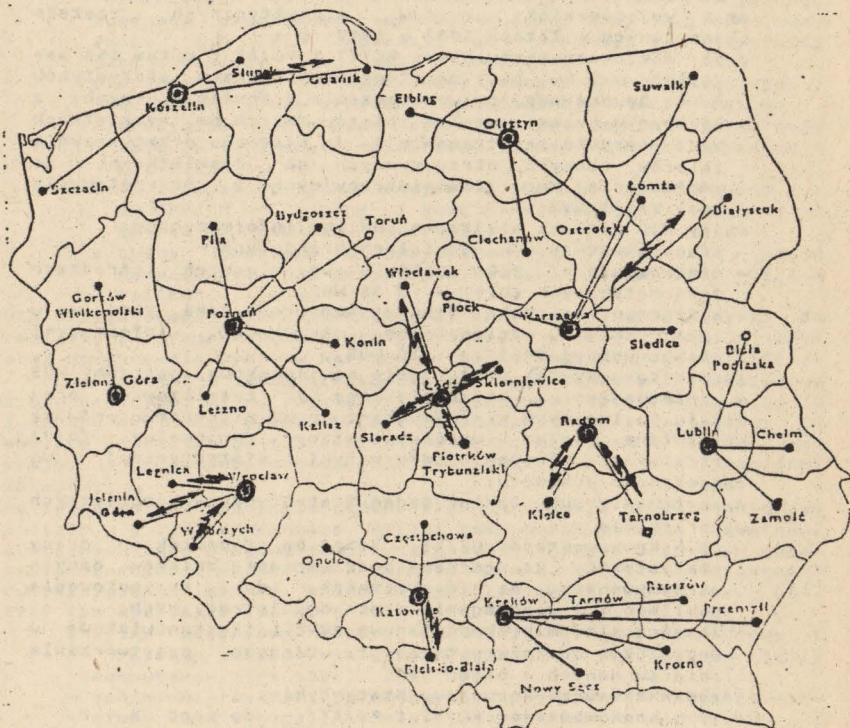 Słupsk
Gdańsk
Koszalin
Suwałki
Elbląg
Olsztyn
Szczecin
Łomża
Białystok
Ostrołęka
Bydgoszcz
Toruń
Piła
Ciechanów
Włocławek
Gorzów
Wielkopolski
Płock
Warszawa
Poznań
Konin
Siedlce
Biała
Podlaska
Zielona Góra
Leszno
Łódź
Skierniewice
Kalisz
Sieradz
Radom
Piotrków
Trybunalski
Lublin
Chełm
Legnica
Wrocław
Jelenia
Góra
Kielce
Zamość
Wałbrzych
Tarnobrzeg
Częstochowa
Opole
Rzeszów
Kraków
Tarnów
Przemyśl
Katow
Bielsko-Biała
Krosno
Nowy Sącz